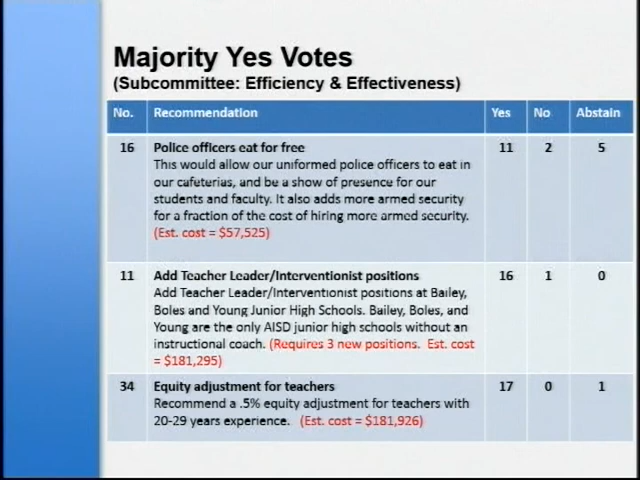 Majority Yes Votes
(Subcommittee: Efficiency & Effectiveness)
No. Recommendation Yes No Abstain
16 Police officers eat for free 11 2 5
This would allow our uniformed police officers to eat in
our cafeterias, and be a show of presence for our
students and faculty. It also adds more armed security
for a fraction of the cost of hiring more armed security.
(Est. cost = $57,525)
11 Add Teacher Leader/Interventionist positions 16 1 0
Add Teacher Leader/Interventionist positions at Bailey,
Boles and Young Junior High Schools. Bailey, Boles, and
Young are the only AISD junior high schools without an
instructional coach. (Requires 3 new positions. Est. cost
= $181,295)
34 Equity adjustment for teachers 17 0 1
Recommend a .5% equity adjustment for teachers with
20-29 years experience. (Est. cost = $181,926)